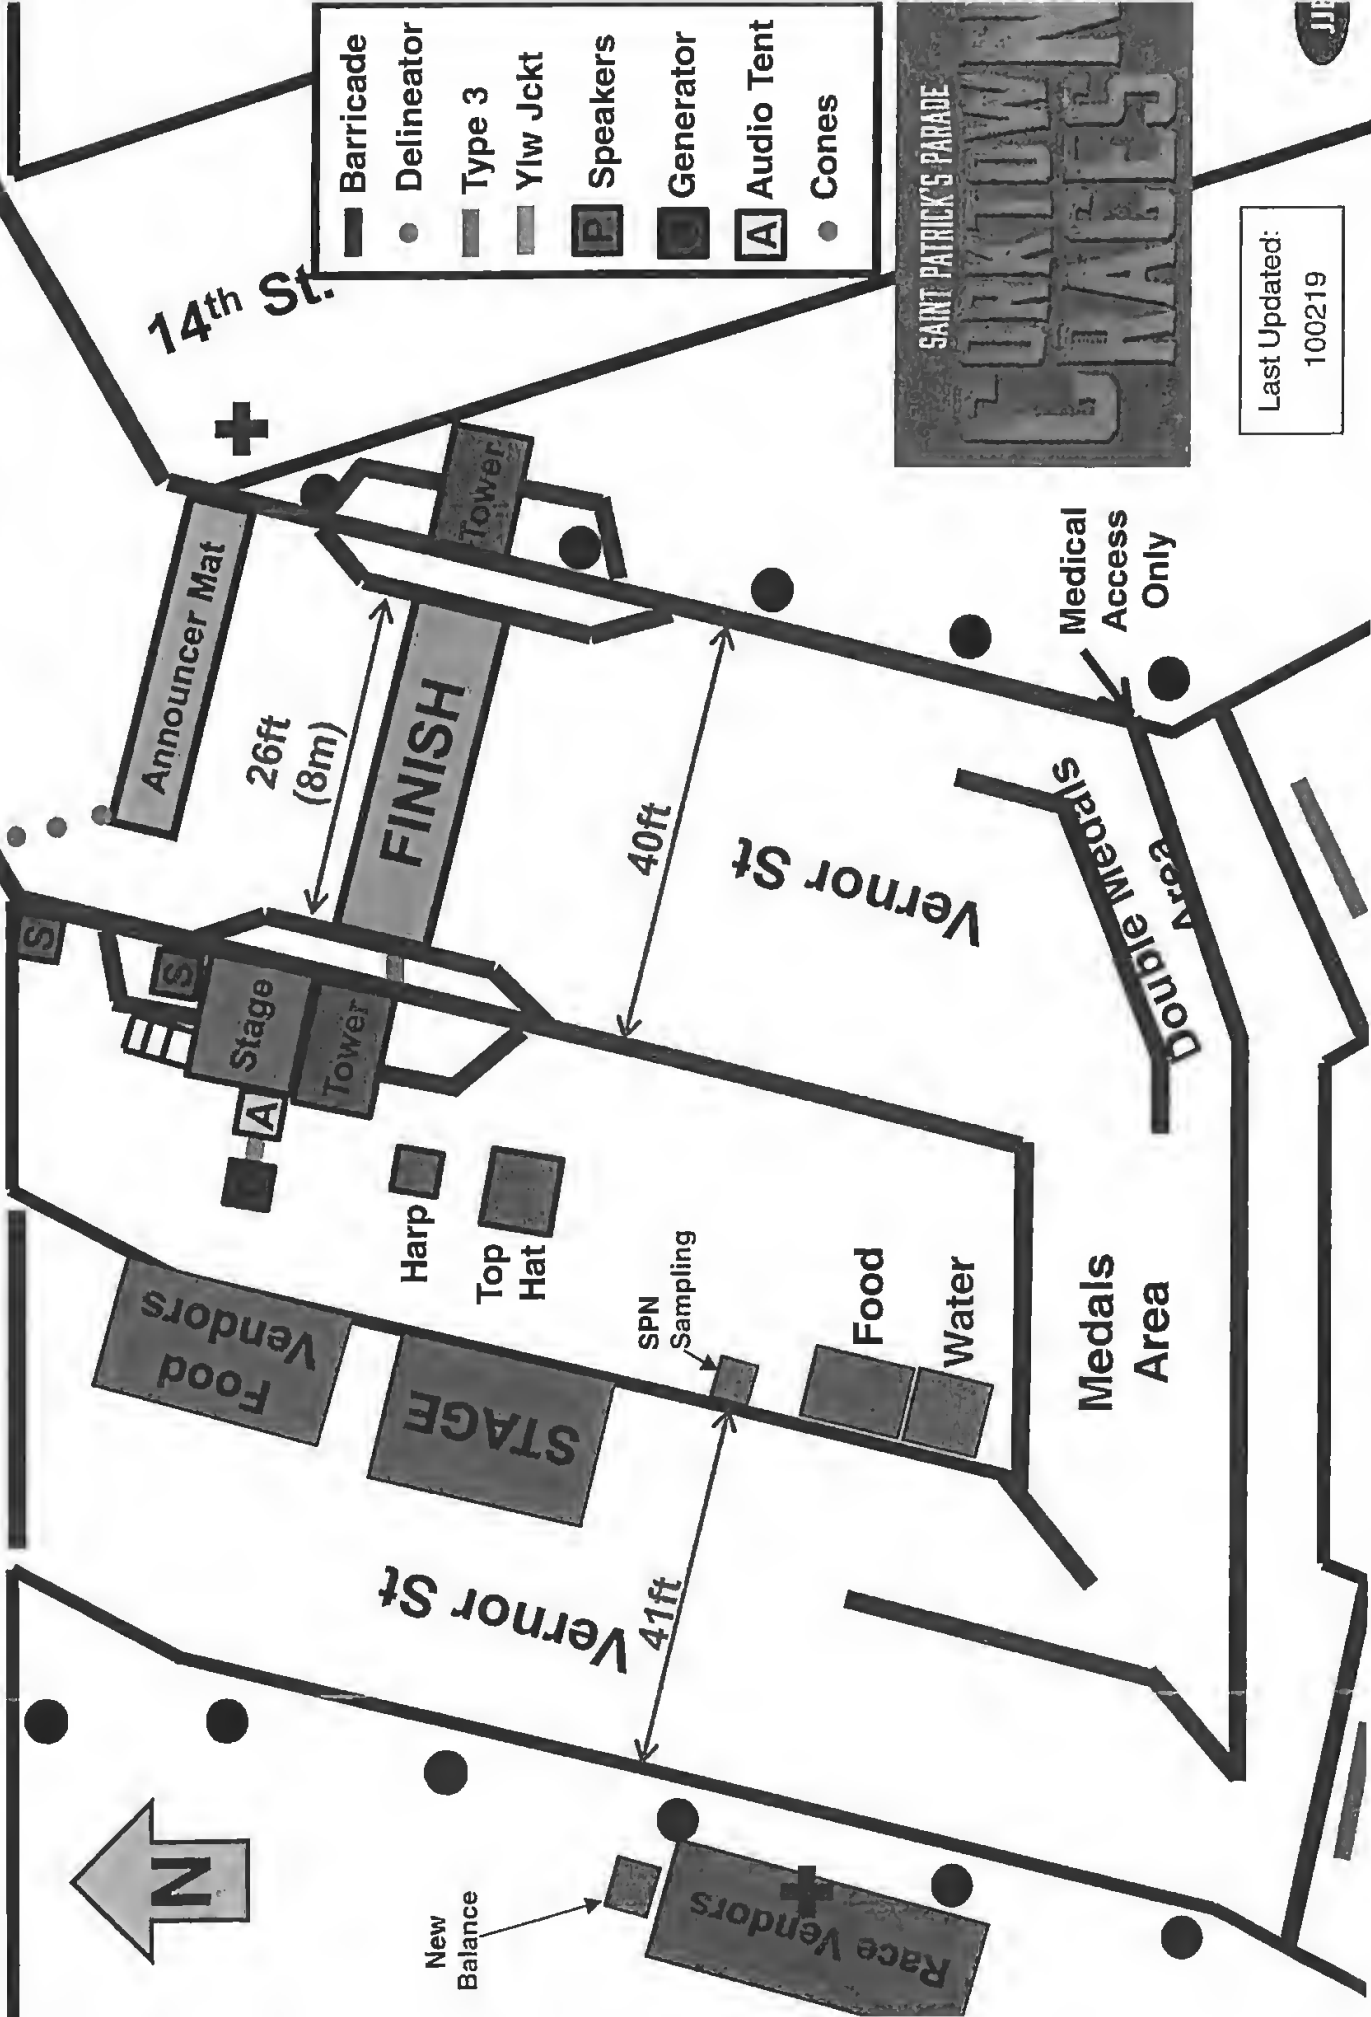 14th St.
Barricade
Delineator
Type 3
Ylw Jckt
P
Speakers
Generator
A
Audio Tent
Cones
SAINT PATRICK'S PARADE
CORKTOWN
RACES
Last Updated:
100219
Announcer Mat
26ft
(8m)
FINISH
Tower
40ft
Vernor St
Medical
Access
Only
Double Medals
Area
S
S
Stage
Tower
A
Harp
Top
Hat
SPN
Sampling
Food
Water
Medals
Area
Food
Vendors
STAGE
Vernor St
41ft
N
New
Balance
Race Vendors